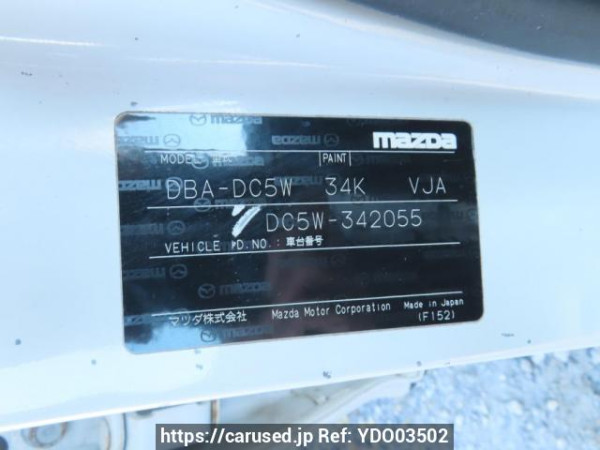 mazda
MODEL PAINT
DBA-DC5W 34K VJA
DC5W-342055
VEHICLE I.D.NO.:車台番号
mazda
マツダ株式会社 Mazda Motor Corporation Made in Japan
(F152)
https://carused.jp Ref: YDO03502